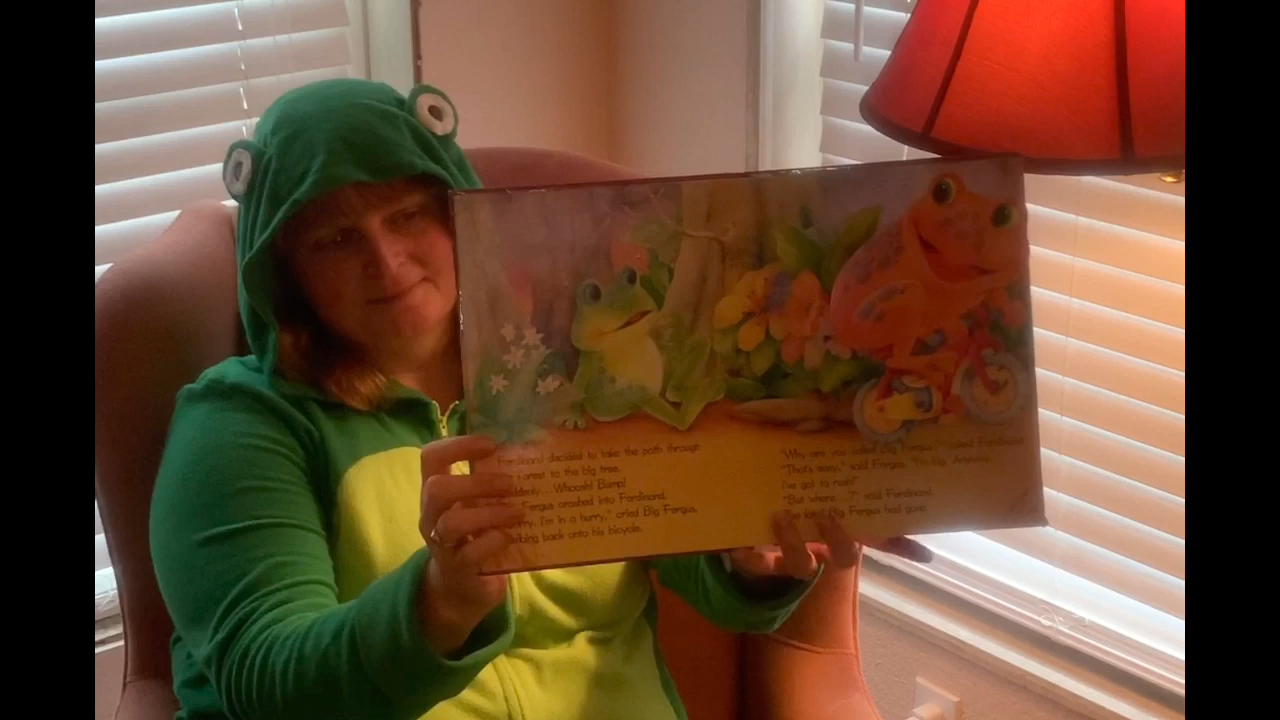 Ferdinand decided to take the path through
forest to the big tree.
Whoosh! Bump!
Fergus crashed into Ferdinand.
I'm in a hurry," cried Big Fergus,
back onto his bicycle.
"Why are you called Big Fergus?" Ferdinand
"That's easy," said Fergus. "I'm big.
I've got to rush!"
"But where...?" said Ferdinand.
Big Fergus had gone